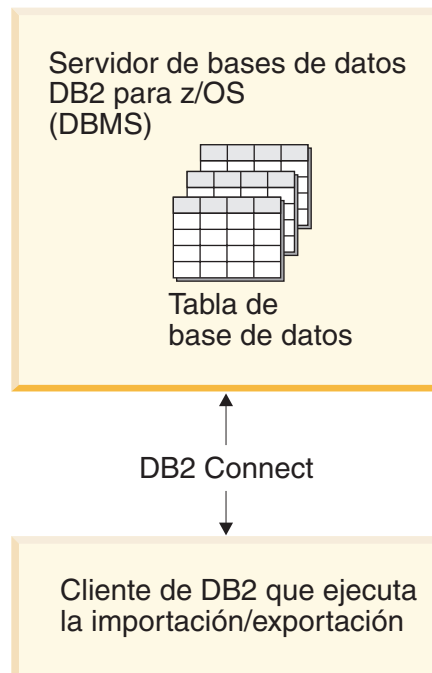 Servidor de bases de datos
DB2 para z/OS
(DBMS)
Tabla de
base de datos
DB2 Connect
Cliente de DB2 que ejecuta
la importación/exportación